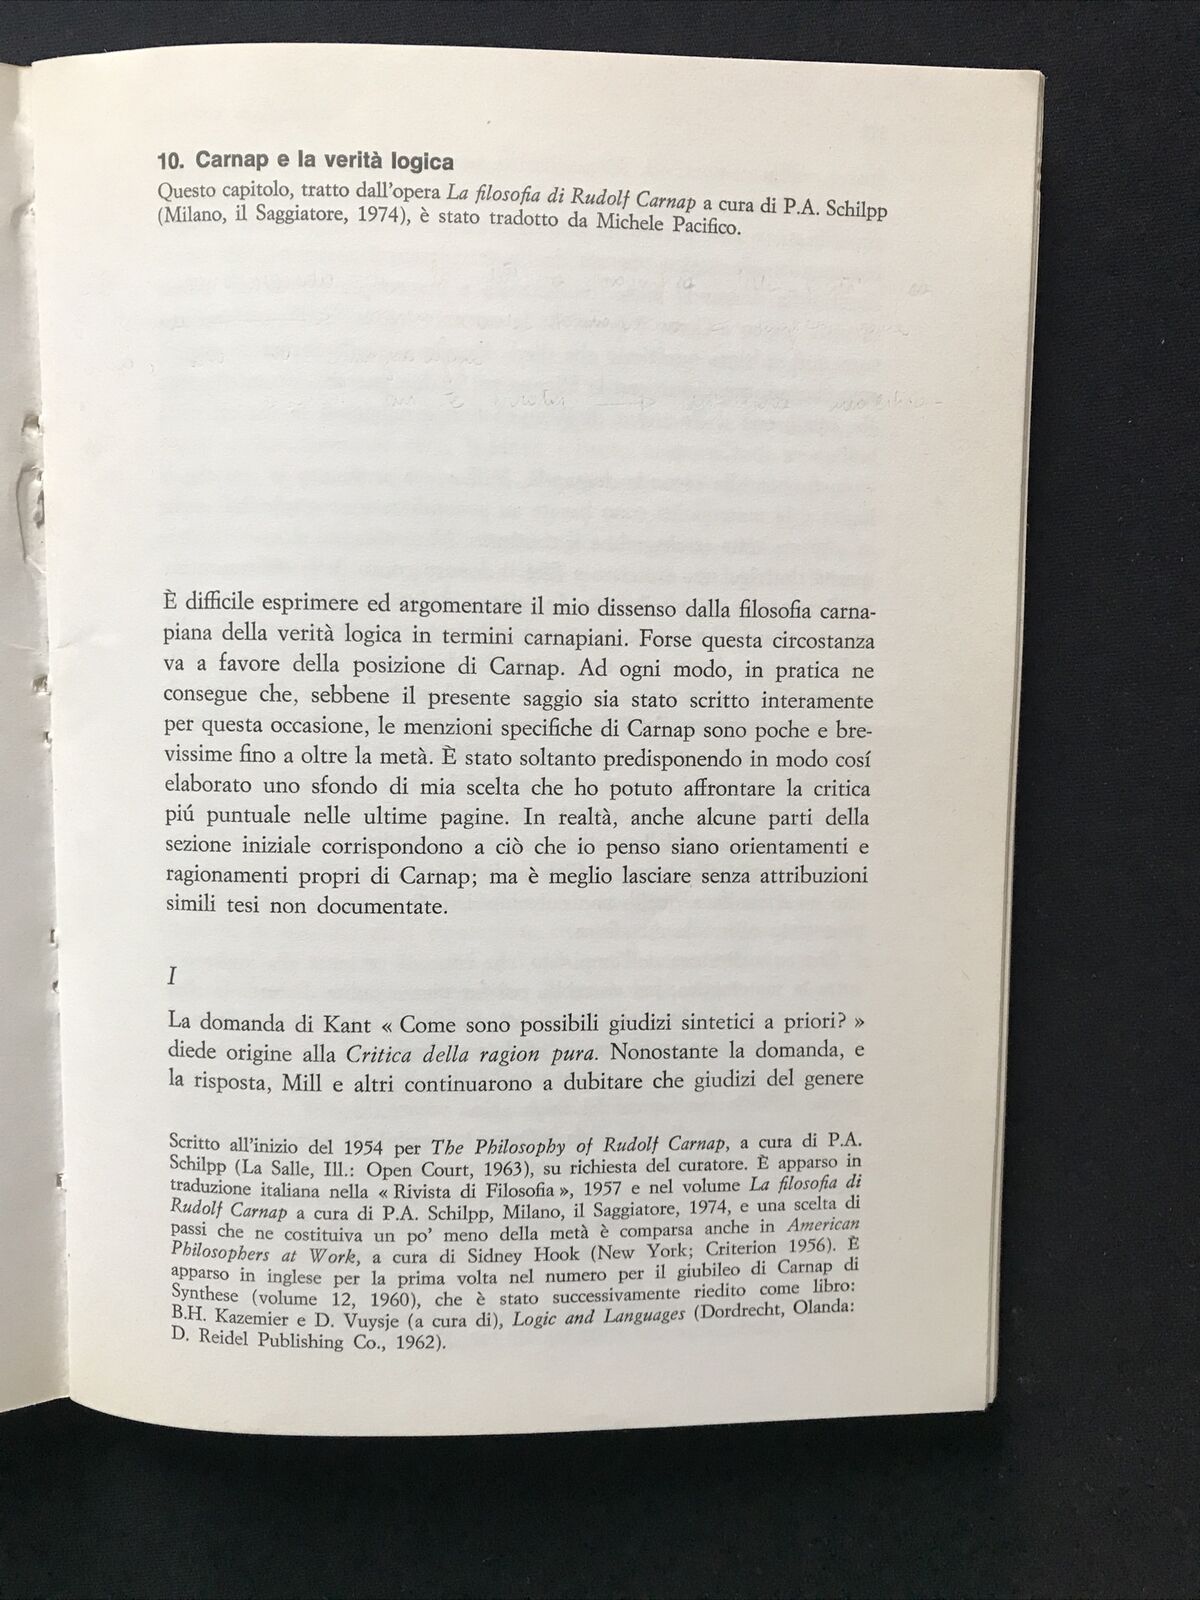 10. Carnap e la verità logica
Questo capitolo, tratto dall'opera La filosofia di Rudolf Carnap a cura di P.A. Schilpp
(Milano, il Saggiatore, 1974), è stato tradotto da Michele Pacifico.
È difficile esprimere ed argomentare il mio dissenso dalla filosofia carna-
piana della verità logica in termini carnapiani. Forse questa circostanza
va a favore della posizione di Carnap. Ad ogni modo, in pratica ne
consegue che, sebbene il presente saggio sia stato scritto interamente
per questa occasione, le menzioni specifiche di Carnap sono poche e bre-
vissime fino a oltre la metà. È stato soltanto predisponendo in modo cosí
elaborato uno sfondo di mia scelta che ho potuto affrontare la critica
piú puntuale nelle ultime pagine. In realtà, anche alcune parti della
sezione iniziale corrispondono a ciò che io penso siano orientamenti e
ragionamenti propri di Carnap; ma è meglio lasciare senza attribuzioni
simili tesi non documentate.
I
La domanda di Kant « Come sono possibili giudizi sintetici a priori? »
diede origine alla Critica della ragion pura. Nonostante la domanda, e
la risposta, Mill e altri continuarono a dubitare che giudizi del genere
Scritto all'inizio del 1954 per The Philosophy of Rudolf Carnap, a cura di P.A.
Schilpp (La Salle, Ill.: Open Court, 1963), su richiesta del curatore. È apparso in
traduzione italiana nella « Rivista di Filosofia », 1957 e nel volume La filosofia di
Rudolf Carnap a cura di P.A. Schilpp, Milano, il Saggiatore, 1974, e una scelta di
passi che ne costituiva un po' meno della metà è comparsa anche in American
Philosophers at Work, a cura di Sidney Hook (New York; Criterion 1956). È
apparso in inglese per la prima volta nel numero per il giubileo di Carnap di
Synthese (volume 12, 1960), che è stato successivamente riedito come libro:
B.H. Kazemier e D. Vuysje (a cura di), Logic and Languages (Dordrecht, Olanda:
D. Reidel Publishing Co., 1962).